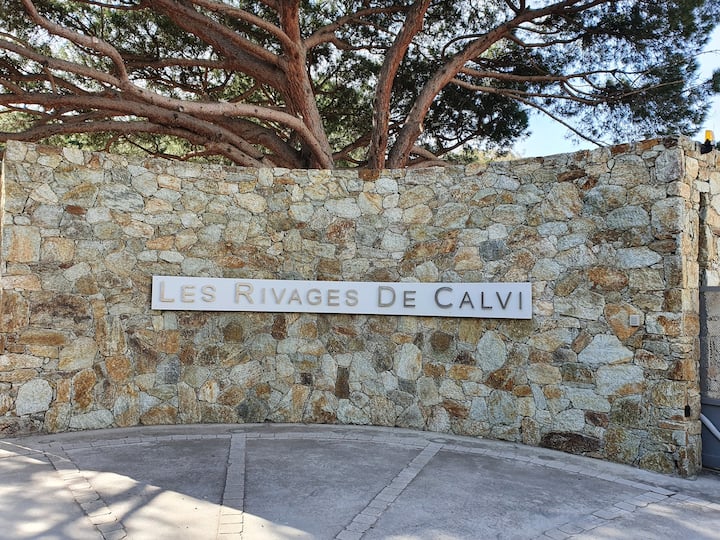 LES RIVAGES DE CALVI